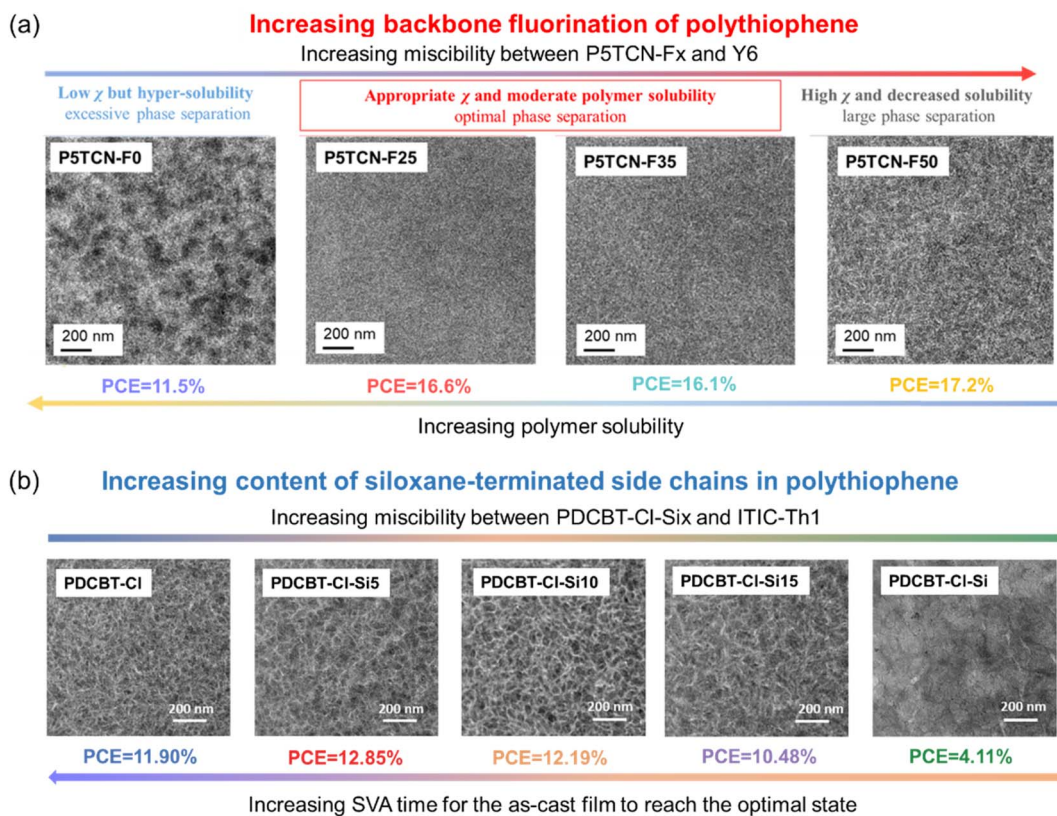 (a)
Increasing backbone fluorination of polythiophene
Increasing miscibility between P5TCN-Fx and Y6
Low χ but hyper-solubility
excessive phase separation
Appropriate χ and moderate polymer solubility
optimal phase separation
High χ and decreased solubility
large phase separation
P5TCN-F0
P5TCN-F25
P5TCN-F35
P5TCN-F50
200 nm
200 nm
200 nm
200 nm
PCE=11.5%
PCE=16.6%
PCE=16.1%
PCE=17.2%
Increasing polymer solubility
(b)
Increasing content of siloxane-terminated side chains in polythiophene
Increasing miscibility between PDCBT-Cl-Six and ITIC-Th1
PDCBT-Cl
PDCBT-Cl-Si5
PDCBT-Cl-Si10
PDCBT-Cl-Si15
PDCBT-Cl-Si
200 nm
200 nm
200 nm
200 nm
200 nm
PCE=11.90%
PCE=12.85%
PCE=12.19%
PCE=10.48%
PCE=4.11%
Increasing SVA time for the as-cast film to reach the optimal state